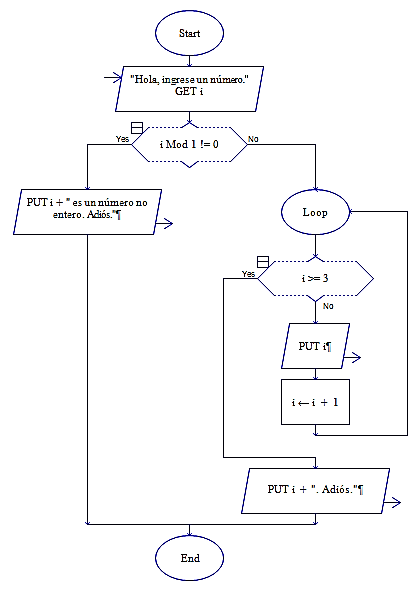 Start
"Hola, ingrese un número."
GET i
Yes
i Mod 1 != 0
No
PUT i + " es un número no
entero. Adiós."¶
Loop
Yes
i >= 3
No
PUT i¶
i ← i + 1
PUT i + ". Adiós."¶
End